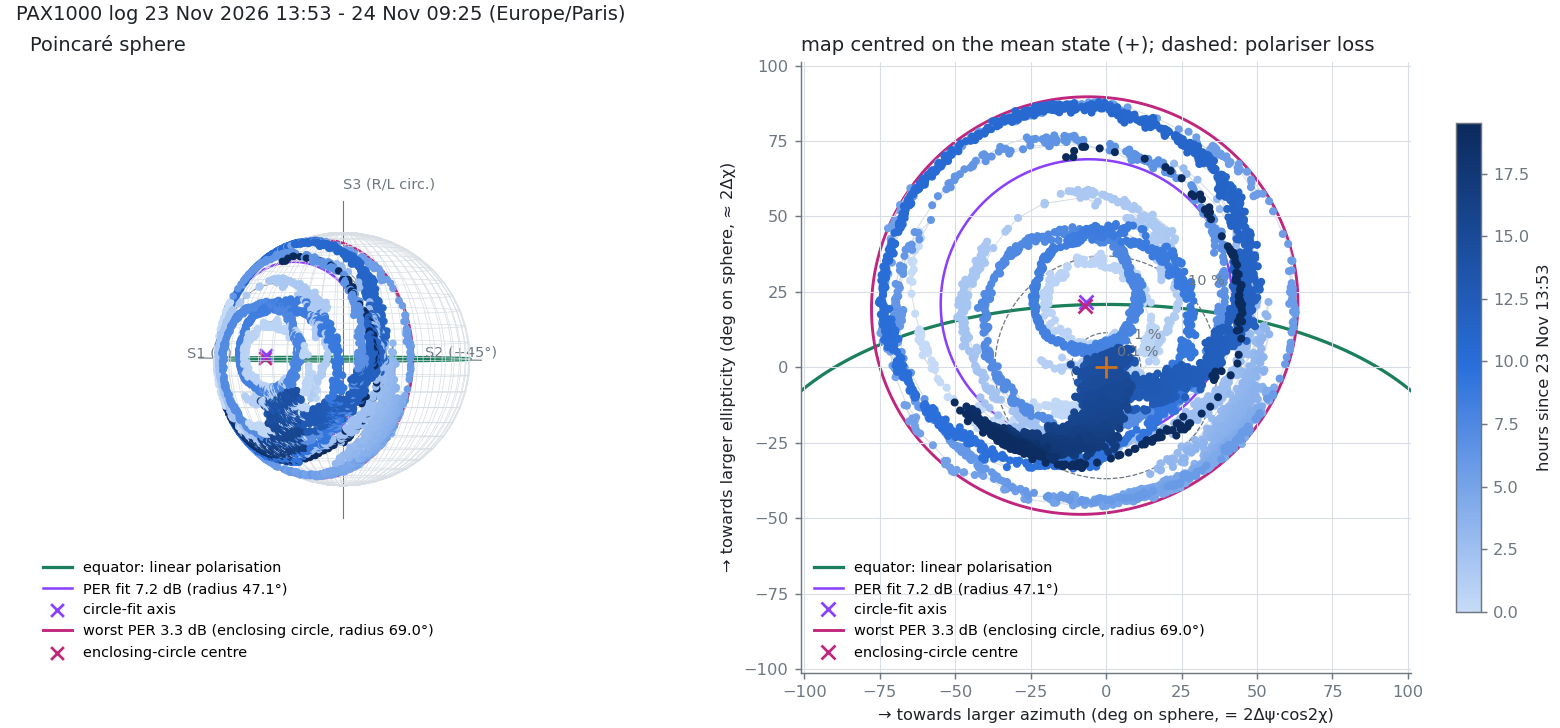 PAX1000 log 23 Nov 2026 13:53 - 24 Nov 09:25 (Europe/Paris)
Poincaré sphere
S3 (R/L circ.)
S1 (
S2 (+45°)
equator: linear polarisation
PER fit 7.2 dB (radius 47.1°)
circle-fit axis
worst PER 3.3 dB (enclosing circle, radius 69.0°)
enclosing-circle centre
map centred on the mean state (+); dashed: polariser loss
100
75
50
25
0
−25
−50
−75
−100
→ towards larger ellipticity (deg on sphere, ≈ 2Δχ)
10 %
1 %
equator: linear polarisation
PER fit 7.2 dB (radius 47.1°)
circle-fit axis
worst PER 3.3 dB (enclosing circle, radius 69.0°)
enclosing-circle centre
−100 −75 −50 −25 0 25 50 75 100
→ towards larger azimuth (deg on sphere, = 2Δψ·cos2χ)
17.5
15.0
12.5
10.0
7.5
5.0
2.5
0.0
hours since 23 Nov 13:53